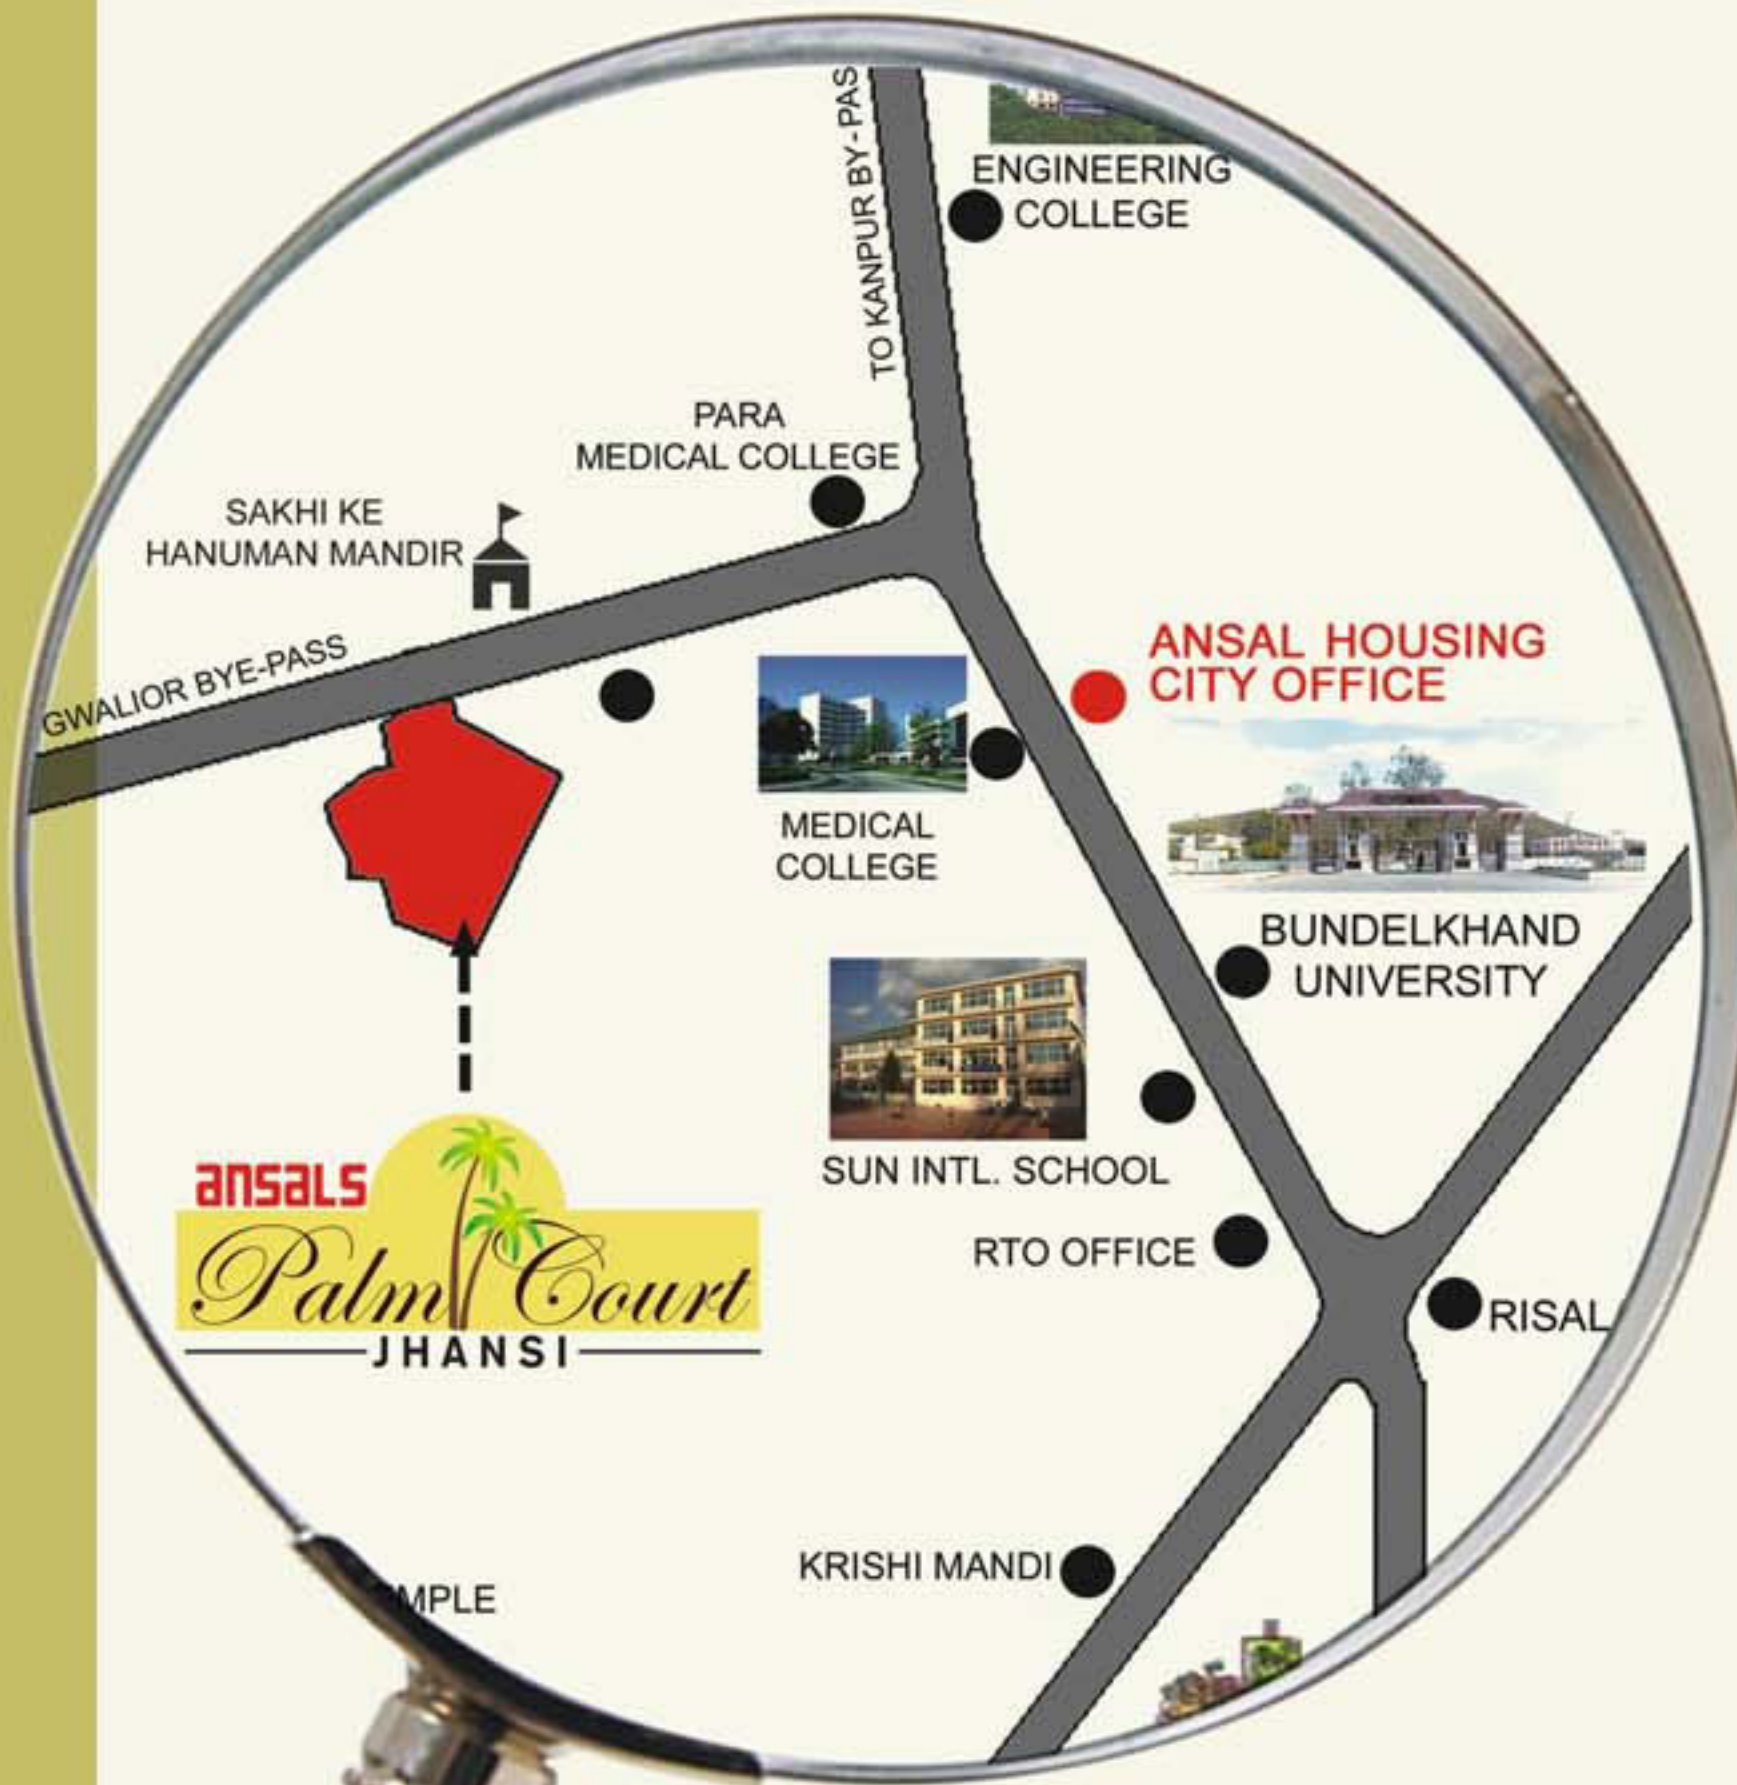 TO KANPUR BY-PAS
ENGINEERING
COLLEGE
PARA
MEDICAL COLLEGE
SAKHI KE
HANUMAN MANDIR
GWALIOR BYE-PASS
ANSAL HOUSING
CITY OFFICE
MEDICAL
COLLEGE
BUNDELKHAND
UNIVERSITY
SUN INTL. SCHOOL
ansals
Palm Court
JHANSI
RTO OFFICE
RISAL
KRISHI MANDI
MPLE